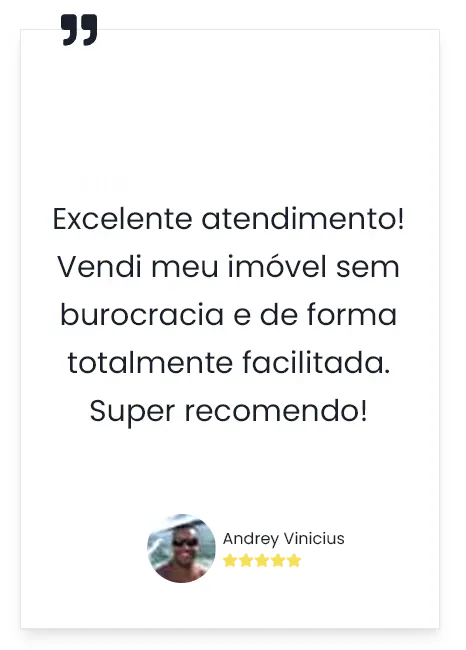 ”
Excelente atendimento!
Vendi meu imóvel sem
burocracia e de forma
totalmente facilitada.
Super recomendo!
Andrey Vinicius